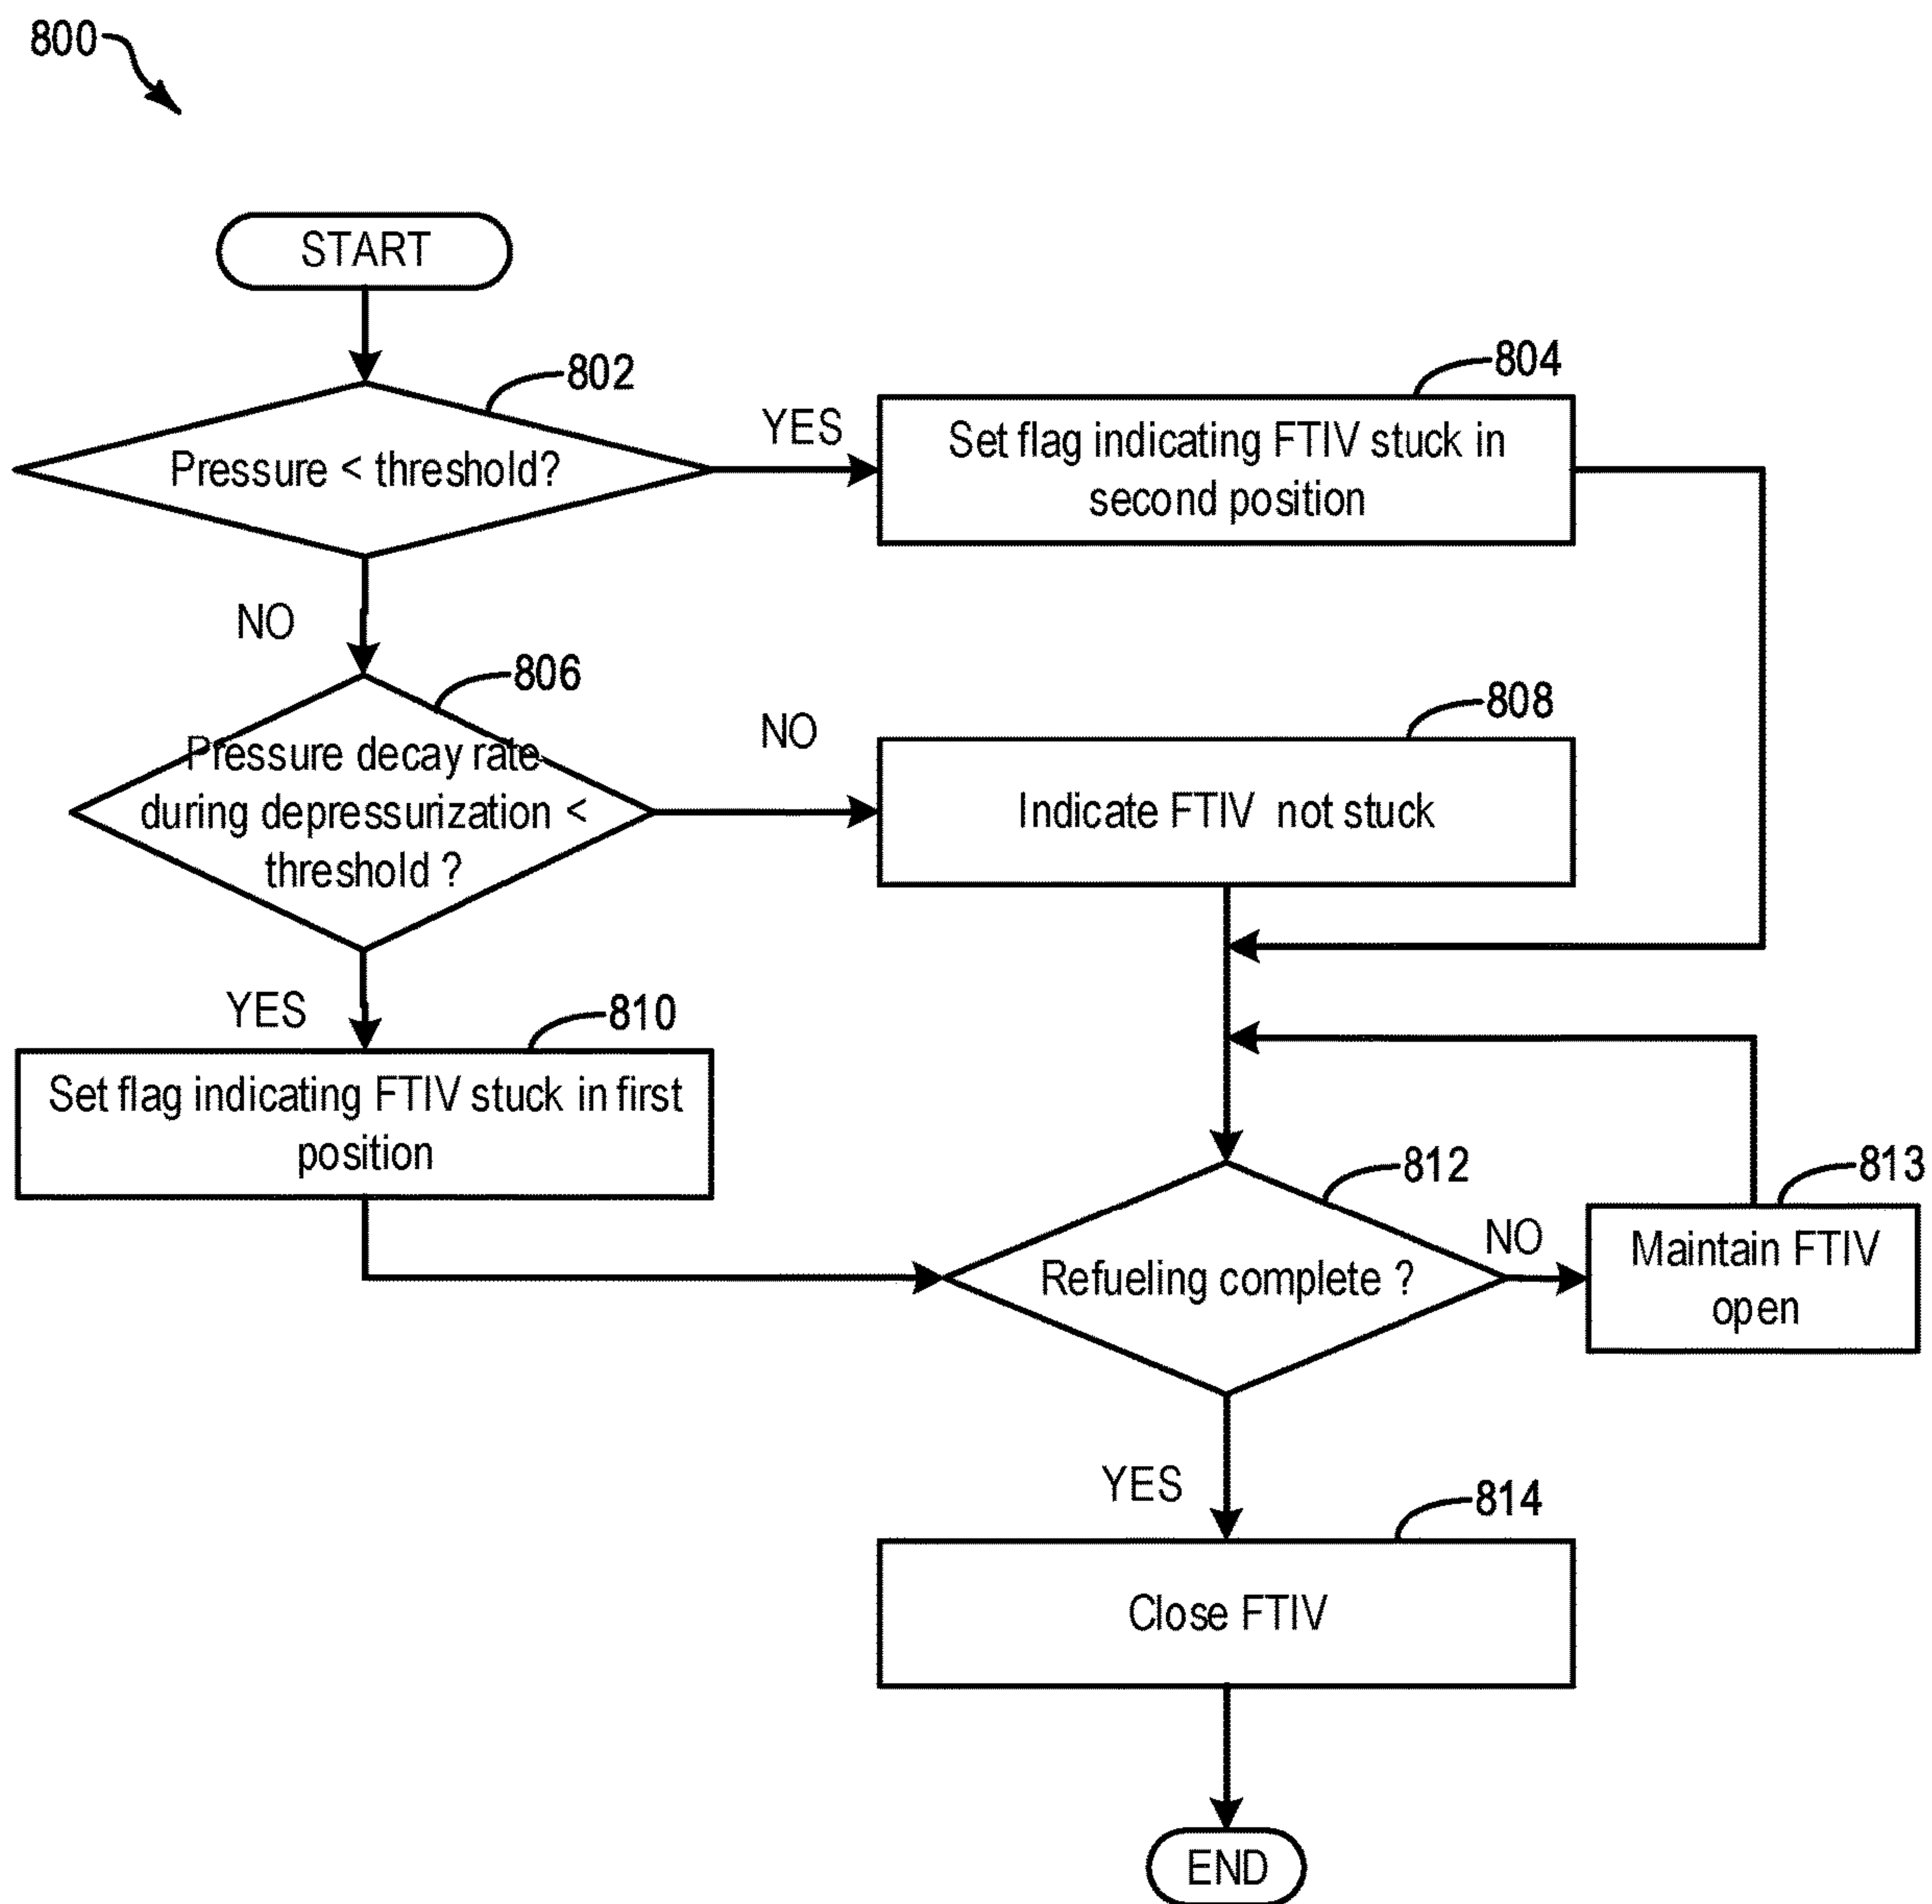 800
START
802
Pressure < threshold?
YES
804
Set flag indicating FTIV stuck in
second position
NO
806
Pressure decay rate
during depressurization <
threshold ?
NO
808
Indicate FTIV not stuck
YES
810
Set flag indicating FTIV stuck in first
position
812
Refueling complete ?
NO
813
Maintain FTIV
open
YES
814
Close FTIV
END